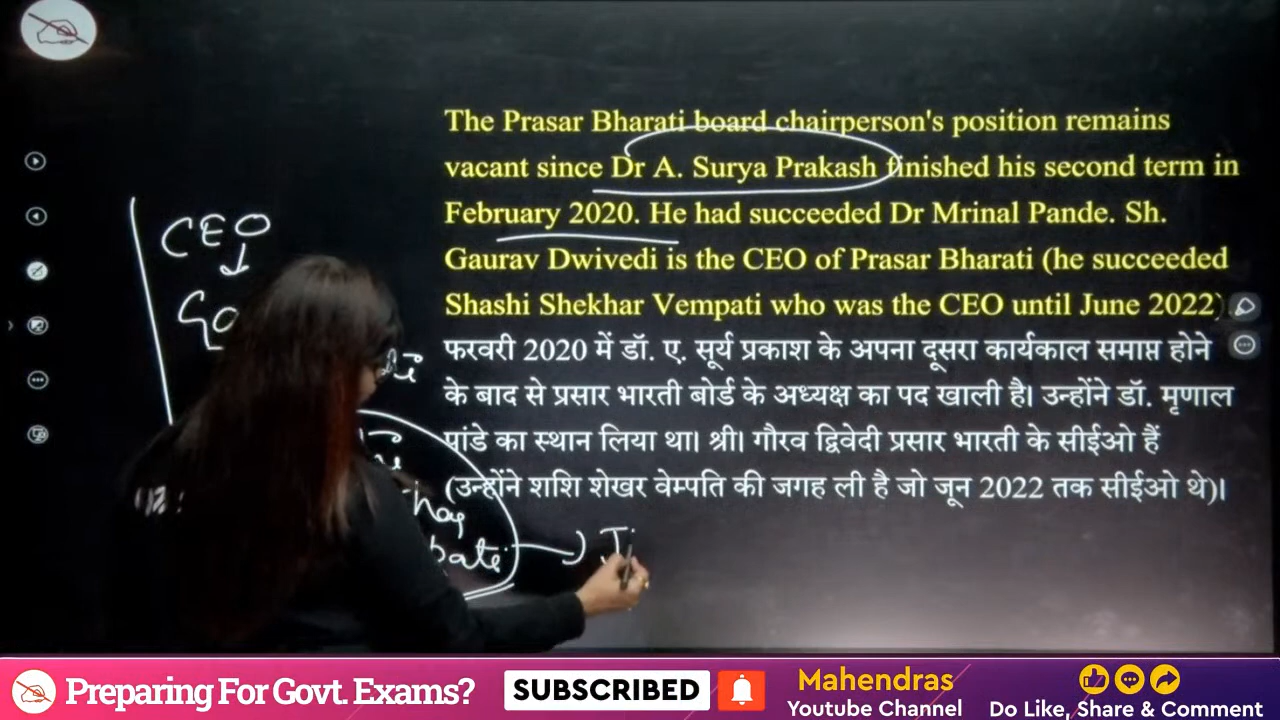 The Prasar Bharati board chairperson's position remains
vacant since Dr A. Surya Prakash finished his second term in
February 2020. He had succeeded Dr Mrinal Pande. Sh.
Gaurav Dwivedi is the CEO of Prasar Bharati (he succeeded
Shashi Shekhar Vempati who was the CEO until June 2022)
फरवरी 2020 में डॉ. ए. सूर्य प्रकाश के अपना दूसरा कार्यकाल समाप्त होने
के बाद से प्रसार भारती बोर्ड के अध्यक्ष का पद खाली है। उन्होंने डॉ. मृणाल
पांडे का स्थान लिया था। श्री। गौरव द्विवेदी प्रसार भारती के सीईओ हैं
(उन्होंने शशि शेखर वेम्पति की जगह ली है जो जून 2022 तक सीईओ थे)।
CEO
Preparing For Govt. Exams?
SUBSCRIBED
Mahendras
Youtube Channel
Do Like, Share & Comment